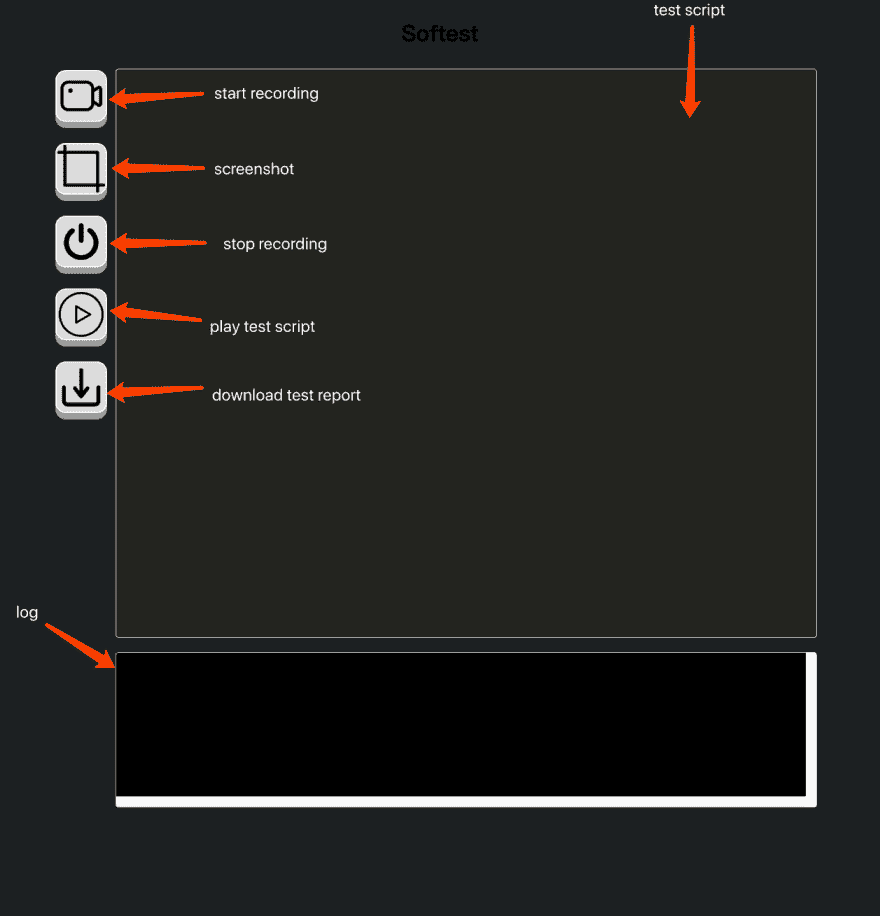 test script
Softest
start recording
screenshot
stop recording
play test script
download test report
log